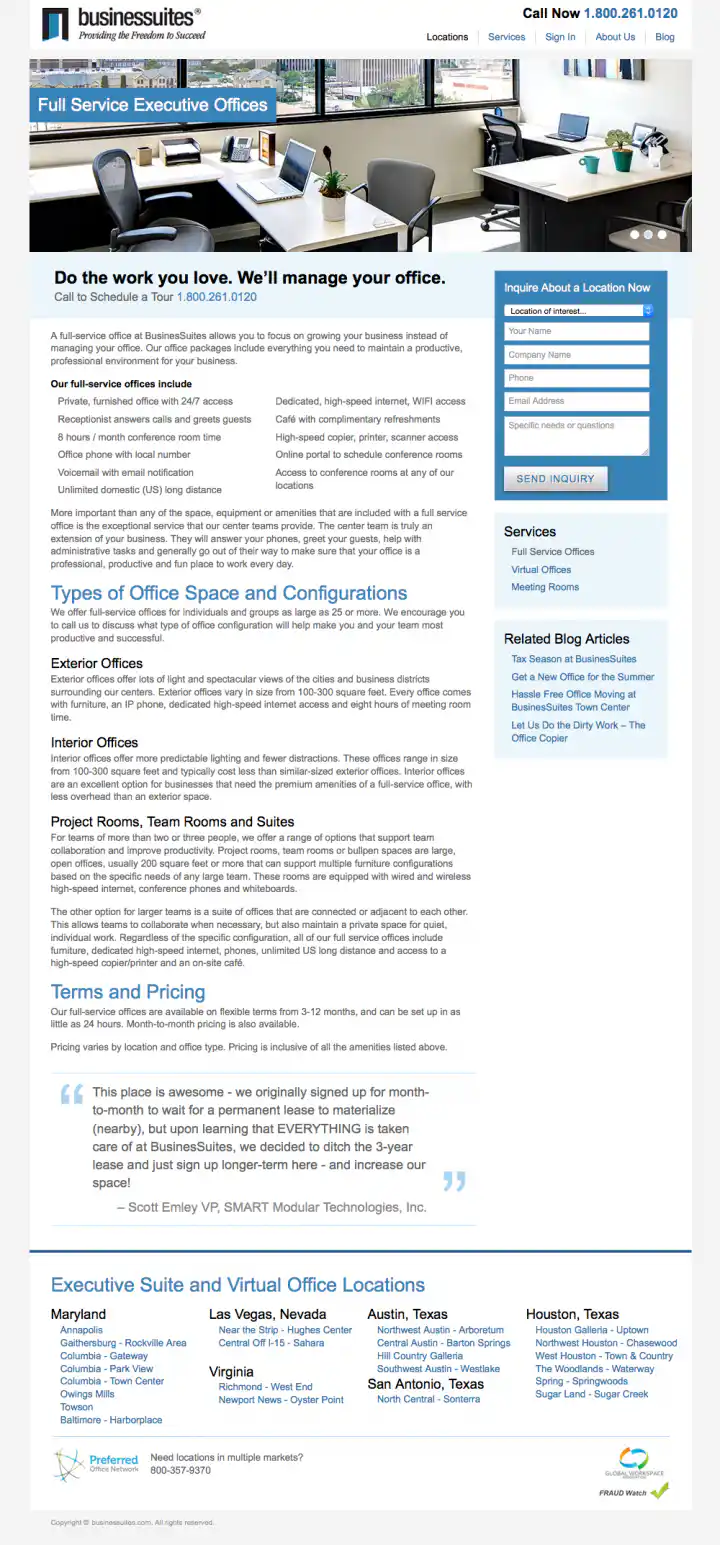 businessuites®
Providing the Freedom to Succeed
Call Now 1.800.261.0120
Locations
Services
Sign In
About Us
Blog
Full Service Executive Offices
Do the work you love. We'll manage your office.
Call to Schedule a Tour 1.800.261.0120
A full-service office at BusinesSuites allows you to focus on growing your business instead of
managing your office. Our office packages include everything you need to maintain a productive,
professional environment for your business.
Our full-service offices include
Private, furnished office with 24/7 access
Receptionist answers calls and greets guests
8 hours / month conference room time
Office phone with local number
Voicemail with email notification
Unlimited domestic (US) long distance
Dedicated, high-speed internet, WIFI access
Café with complimentary refreshments
High-speed copier, printer, scanner access
Online portal to schedule conference rooms
Access to conference rooms at any of our
locations
More important than any of the space, equipment or amenities that are included with a full service
office is the exceptional service that our center teams provide. The center team is truly an
extension of your business. They will answer your phones, greet your guests, help with
administrative tasks and generally go out of their way to make sure that your office is a
professional, productive and fun place to work every day.
Types of Office Space and Configurations
We offer full-service offices for individuals and groups as large as 25 or more. We encourage you
to call us to discuss what type of office configuration will help make you and your team most
productive and successful.
Exterior Offices
Exterior offices offer lots of light and spectacular views of the cities and business districts
surrounding our centers. Exterior offices vary in size from 100-300 square feet. Every office comes
with furniture, an IP phone, dedicated high-speed internet access and eight hours of meeting room
time.
Interior Offices
Interior offices offer more predictable lighting and fewer distractions. These offices range in size
from 100-300 square feet and typically cost less than similar-sized exterior offices. Interior offices
are an excellent option for businesses that need the premium amenities of a full-service office, with
less overhead than an exterior space.
Project Rooms, Team Rooms and Suites
For teams of more than two or three people, we offer a range of options that support team
collaboration and improve productivity. Project rooms, team rooms or bullpen spaces are large,
open offices, usually 200 square feet or more that can support multiple furniture configurations
based on the specific needs of any large team. These rooms are equipped with wired and wireless
high-speed internet, conference phones and whiteboards.
The other option for larger teams is a suite of offices that are connected or adjacent to each other.
This allows teams to collaborate when necessary, but also maintain a private space for quiet,
individual work. Regardless of the specific configuration, all of our full service offices include
furniture, dedicated high-speed internet, phones, unlimited US long distance and access to a
high-speed copier/printer and an on-site café.
Terms and Pricing
Our full-service offices are available on flexible terms from 3-12 months, and can be set up in as
little as 24 hours. Month-to-month pricing is also available.
Pricing varies by location and office type. Pricing is inclusive of all the amenities listed above.
“ This place is awesome - we originally signed up for month-
to-month to wait for a permanent lease to materialize
(nearby), but upon learning that EVERYTHING is taken
care of at BusinesSuites, we decided to ditch the 3-year
lease and just sign up longer-term here - and increase our
space! ”
– Scott Emley VP, SMART Modular Technologies, Inc.
Inquire About a Location Now
Location of interest...
Your Name
Company Name
Phone
Email Address
Specific needs or questions
SEND INQUIRY
Services
Full Service Offices
Virtual Offices
Meeting Rooms
Related Blog Articles
Tax Season at BusinesSuites
Get a New Office for the Summer
Hassle Free Office Moving at
BusinesSuites Town Center
Let Us Do the Dirty Work – The
Office Copier
Executive Suite and Virtual Office Locations
Maryland
Annapolis
Gaithersburg - Rockville Area
Columbia - Gateway
Columbia - Park View
Columbia - Town Center
Owings Mills
Towson
Baltimore - Harborplace
Las Vegas, Nevada
Near the Strip - Hughes Center
Central Off I-15 - Sahara
Virginia
Richmond - West End
Newport News - Oyster Point
Austin, Texas
Northwest Austin - Arboretum
Central Austin - Barton Springs
Hill Country Galleria
Southwest Austin - Westlake
San Antonio, Texas
North Central - Sonterra
Houston, Texas
Houston Galleria - Uptown
Northwest Houston - Chasewood
West Houston - Town & Country
The Woodlands - Waterway
Spring - Springwoods
Sugar Land - Sugar Creek
Preferred
Office Network
Need locations in multiple markets?
800-357-9370
GLOBAL WORKSPACE
ASSOCIATION
FRAUD Watch
Copyright © businessuites.com. All rights reserved.